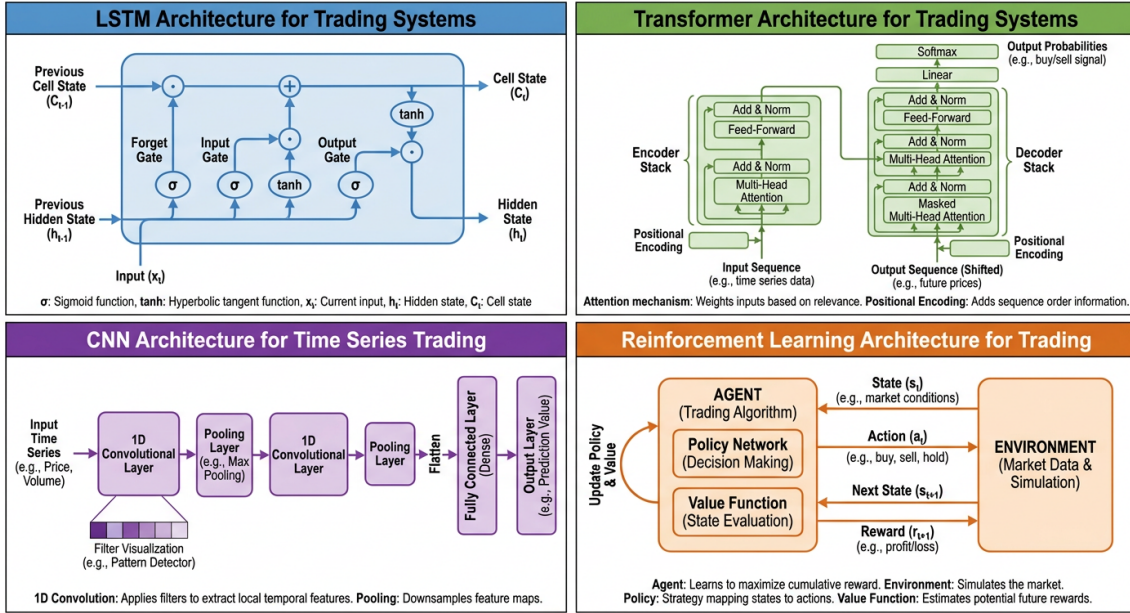 LSTM Architecture for Trading Systems
Previous
Cell State
(Cₜ₋₁)
Cell State
(Cₜ)
tanh
Forget
Gate
Input
Gate
Output
Gate
σ
σ
tanh
σ
Previous
Hidden State
(hₜ₋₁)
Hidden
State
(hₜ)
Input (xₜ)
σ: Sigmoid function, tanh: Hyperbolic tangent function, xₜ: Current input, hₜ: Hidden state, Cₜ: Cell state
Transformer Architecture for Trading Systems
Softmax
Output Probabilities
(e.g., buy/sell signal)
Linear
Add & Norm
Feed-Forward
Add & Norm
Multi-Head
Attention
Encoder
Stack
Add & Norm
Feed-Forward
Add & Norm
Multi-Head Attention
Add & Norm
Masked
Multi-Head Attention
Decoder
Stack
Positional
Encoding
Positional
Encoding
Input Sequence
(e.g., time series data)
Output Sequence (Shifted)
(e.g., future prices)
Attention mechanism: Weights inputs based on relevance. Positional Encoding: Adds sequence order information.
CNN Architecture for Time Series Trading
Input
Time
Series
(e.g., Price,
Volume)
1D
Convolutional
Layer
Pooling
Layer
(e.g., Max
Pooling)
1D
Convolutional
Layer
Pooling
Layer
Flatten
Fully Connected Layer
(Dense)
Output Layer
(e.g., Prediction Value)
Filter Visualization
(e.g., Pattern Detector)
1D Convolution: Applies filters to extract local temporal features. Pooling: Downsamples feature maps.
Reinforcement Learning Architecture for Trading
Update Policy
& Value
AGENT
(Trading Algorithm)
Policy Network
(Decision Making)
Value Function
(State Evaluation)
State (sₜ)
(e.g., market conditions)
Action (aₜ)
(e.g., buy, sell, hold)
Next State (sₜ₊₁)
Reward (rₜ₊₁)
(e.g., profit/loss)
ENVIRONMENT
(Market Data &
Simulation)
Agent: Learns to maximize cumulative reward. Environment: Simulates the market.
Policy: Strategy mapping states to actions. Value Function: Estimates potential future rewards.